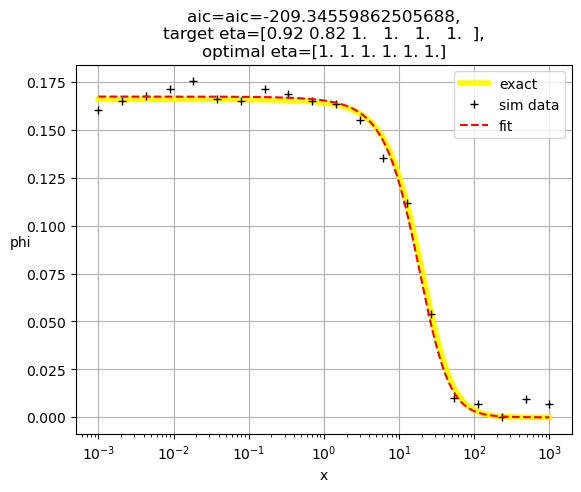 aic=aic=-209.34559862505688,
target eta=[0.92 0.82 1. 1. 1. 1. ],
optimal eta=[1. 1. 1. 1. 1. 1.]
exact
sim data
fit
0.175
0.150
0.125
0.100
phi
0.075
0.050
0.025
0.000
10⁻³ 10⁻² 10⁻¹ 10⁰ 10¹ 10² 10³
x